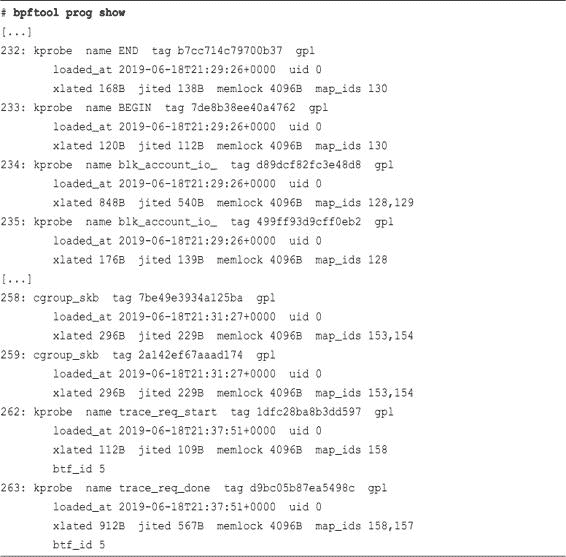 # bpftool prog show
[...]
232: kprobe  name END  tag b7cc714c79700b37  gpl
        loaded_at 2019-06-18T21:29:26+0000  uid 0
        xlated 168B  jited 138B  memlock 4096B  map_ids 130
233: kprobe  name BEGIN  tag 7de8b38ee40a4762  gpl
        loaded_at 2019-06-18T21:29:26+0000  uid 0
        xlated 120B  jited 112B  memlock 4096B  map_ids 130
234: kprobe  name blk_account_io_  tag d89dcf82fc3e48d8  gpl
        loaded_at 2019-06-18T21:29:26+0000  uid 0
        xlated 848B  jited 540B  memlock 4096B  map_ids 128,129
235: kprobe  name blk_account_io_  tag 499ff93d9cff0eb2  gpl
        loaded_at 2019-06-18T21:29:26+0000  uid 0
        xlated 176B  jited 139B  memlock 4096B  map_ids 128
[...]
258: cgroup_skb  tag 7be49e3934a125ba  gpl
        loaded_at 2019-06-18T21:31:27+0000  uid 0
        xlated 296B  jited 229B  memlock 4096B  map_ids 153,154
259: cgroup_skb  tag 2a142ef67aaad174  gpl
        loaded_at 2019-06-18T21:31:27+0000  uid 0
        xlated 296B  jited 229B  memlock 4096B  map_ids 153,154
262: kprobe  name trace_req_start  tag 1dfc28ba8b3dd597  gpl
        loaded_at 2019-06-18T21:37:51+0000  uid 0
        xlated 112B  jited 109B  memlock 4096B  map_ids 158
        btf_id 5
263: kprobe  name trace_req_done  tag d9bc05b87ea5498c  gpl
        loaded_at 2019-06-18T21:37:51+0000  uid 0
        xlated 912B  jited 567B  memlock 4096B  map_ids 158,157
        btf_id 5